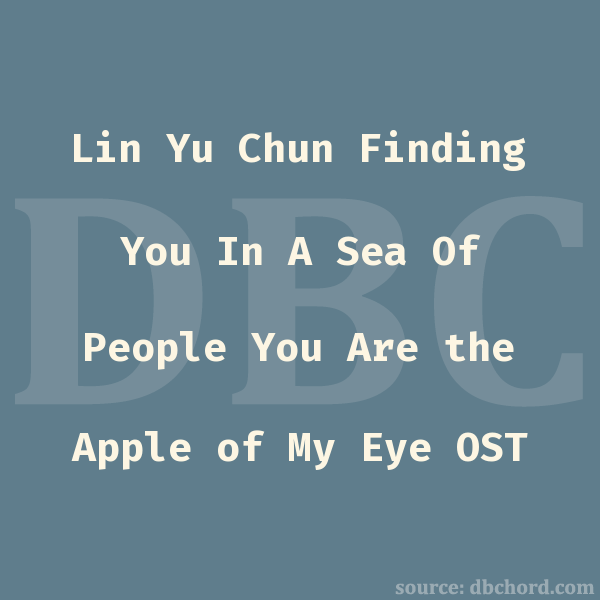 Lin Yu Chun Finding
You In A Sea Of
People You Are the
Apple of My Eye OST
DBC
source: dbchord.com